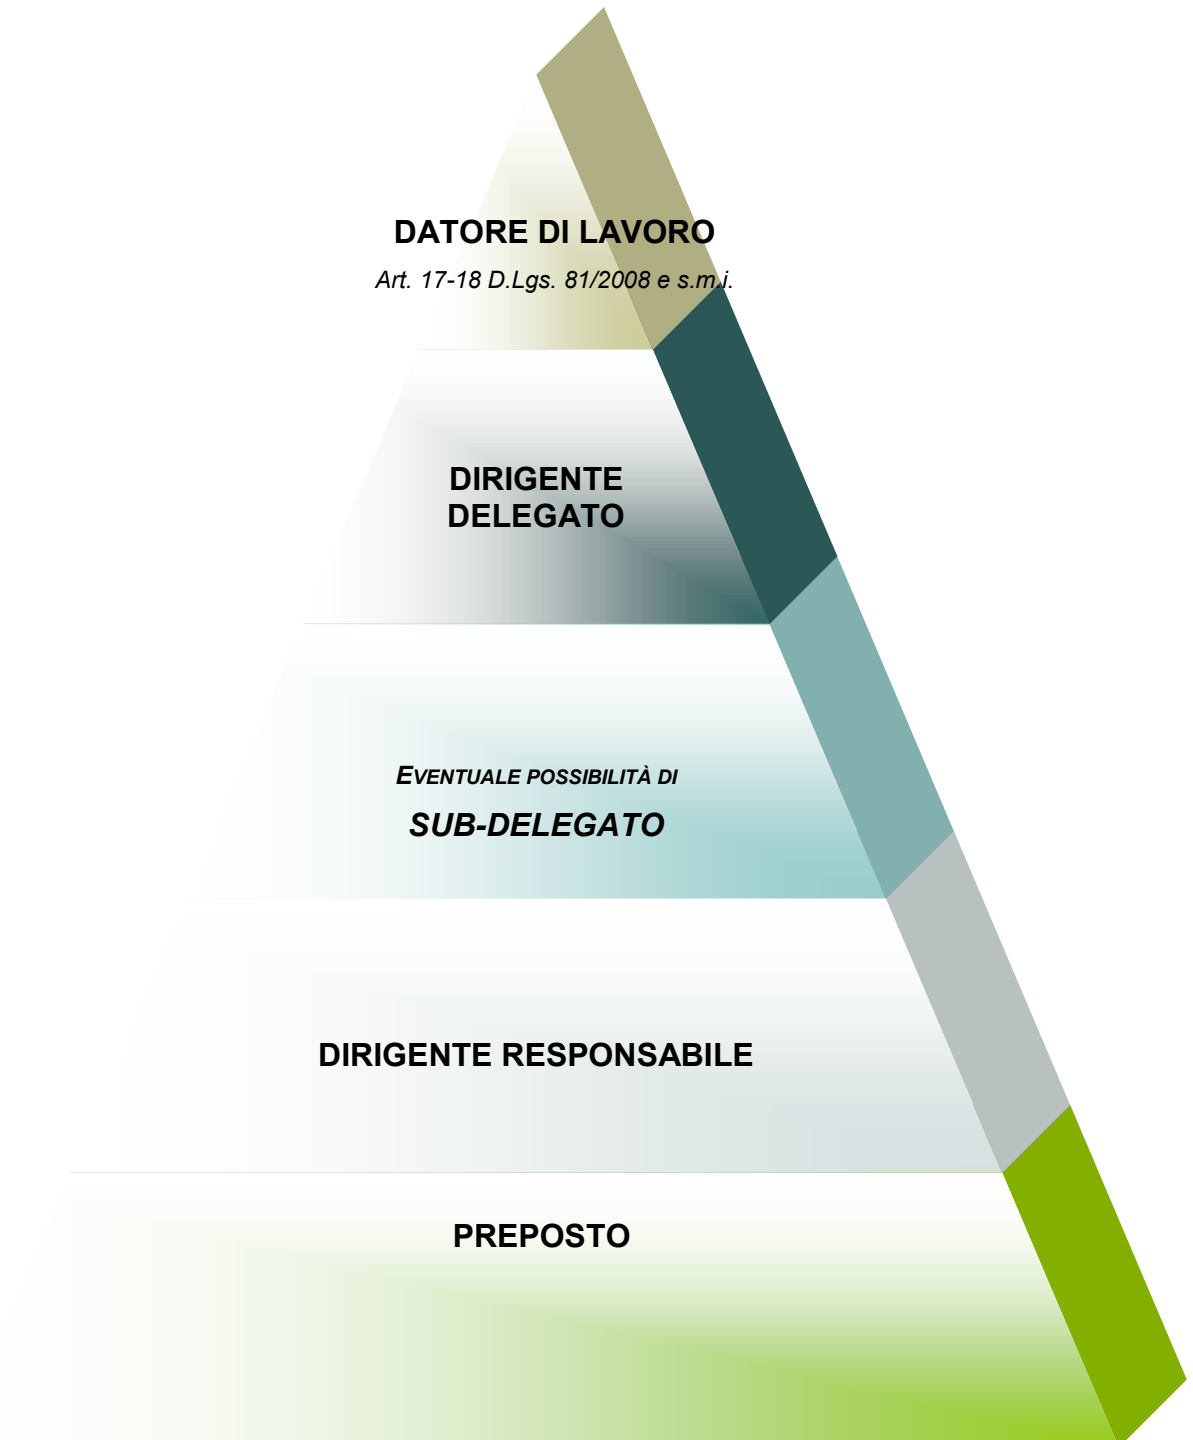 DATORE DI LAVORO
Art. 17-18 D.Lgs. 81/2008 e s.m.i.
DIRIGENTE
DELEGATO
EVENTUALE POSSIBILITÀ DI
SUB-DELEGATO
DIRIGENTE RESPONSABILE
PREPOSTO